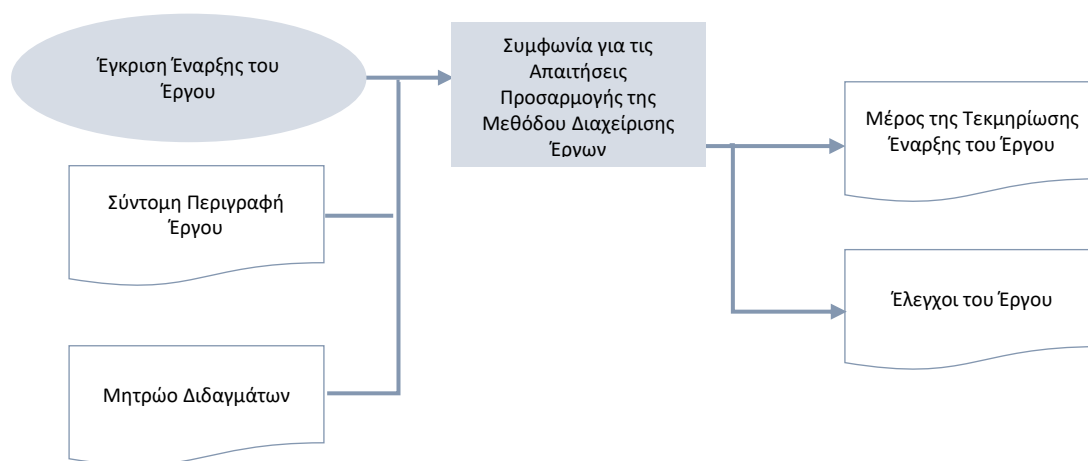 Έγκριση Έναρξης του
Έργου
Σύντομη Περιγραφή
Έργου
Μητρώο Διδαγμάτων
Συμφωνία για τις
Απαιτήσεις
Προσαρμογής της
Μεθόδου Διαχείρισης
Έργων
Μέρος της Τεκμηρίωσης
Έναρξης του Έργου
Έλεγχοι του Έργου